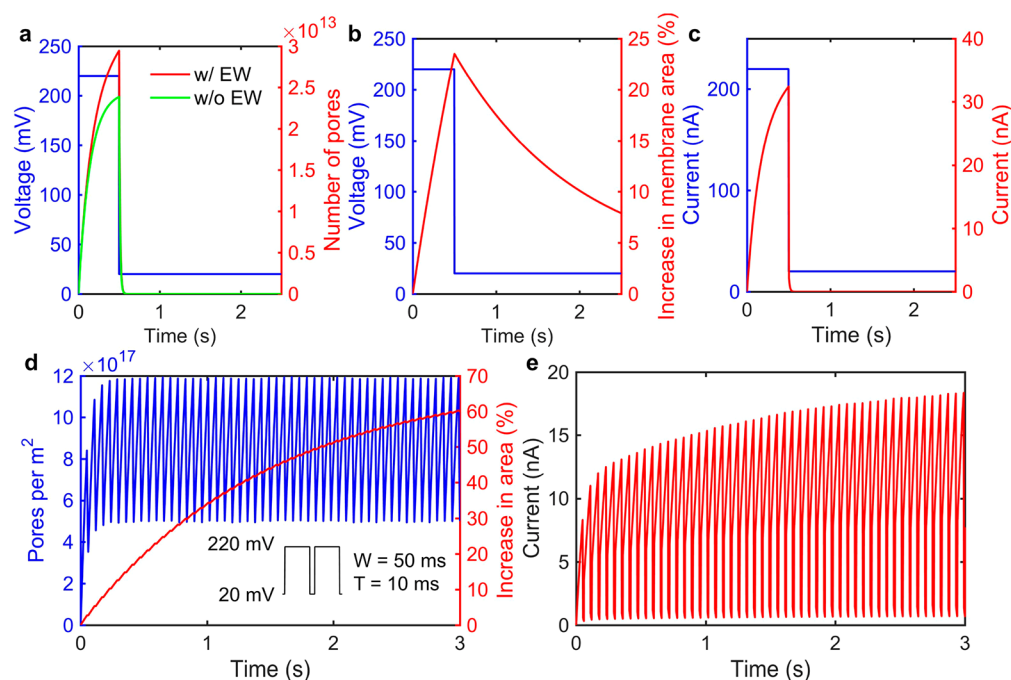 a
×10^13
b
c
w/ EW
w/o EW
Voltage (mV)
0
50
100
150
200
250
0
0.5
1
1.5
2
2.5
3
Number of pores
0
1
2
Time (s)
Voltage (mV)
0
50
100
150
200
250
0
5
10
15
20
25
Increase in membrane area (%)
0
1
2
Time (s)
Current (nA)
0
100
200
0
10
20
30
40
Current (nA)
0
1
2
Time (s)
d
×10^17
Pores per m^2
0
2
4
6
8
10
12
0
10
20
30
40
50
60
70
Increase in area (%)
220 mV
20 mV
W = 50 ms
T = 10 ms
0
1
2
3
Time (s)
e
Current (nA)
0
5
10
15
20
0
1
2
3
Time (s)